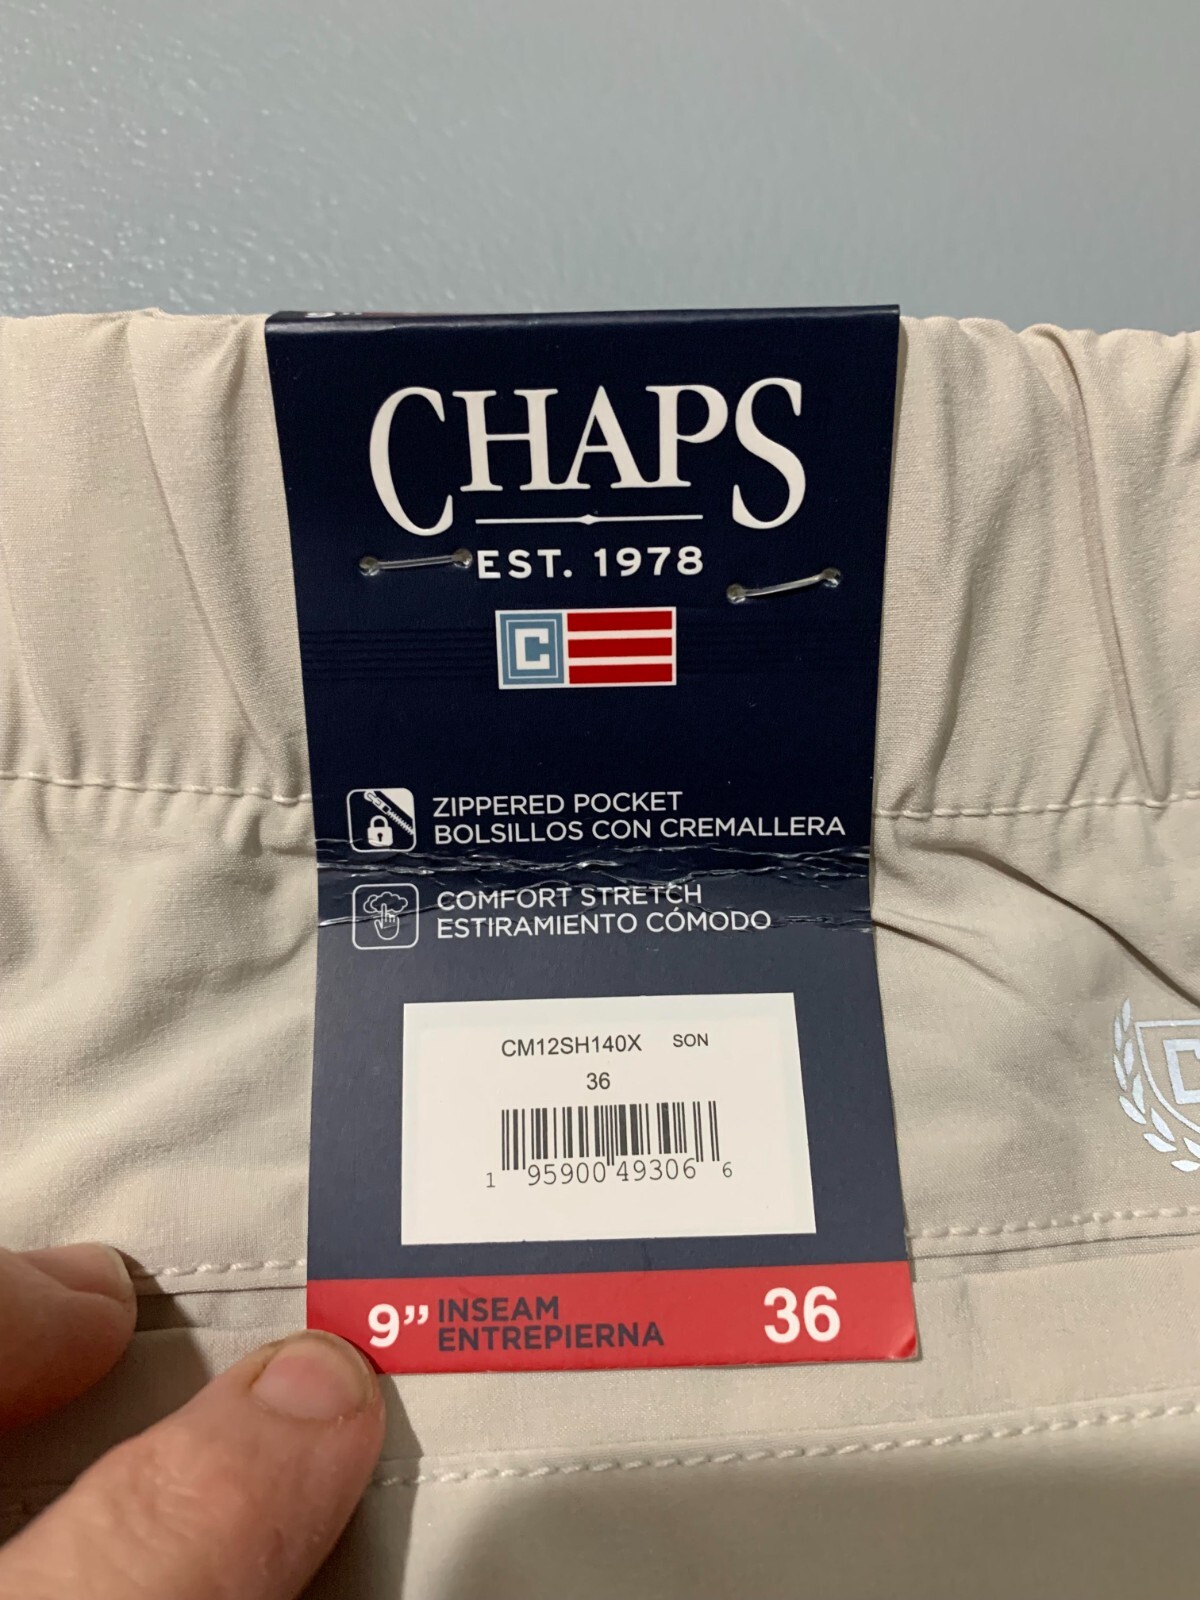 CHAPS
EST. 1978
C
ZIPPERED POCKET
BOLSILLOS CON CREMALLERA
COMFORT STRETCH
ESTIRAMIENTO CÓMODO
CM12SH140X SON
36
1 95900 49306 6
9” INSEAM 36
ENTREPIERNA